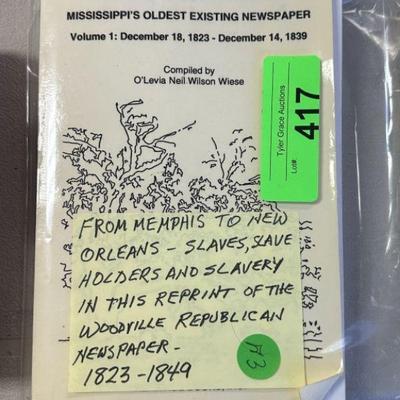 MISSISSIPPI'S OLDEST EXISTING NEWSPAPER
Volume 1: December 18, 1823 - December 14, 1839
Compiled by
O'Levia Neil Wilson Wiese
Tyler Grace Auctions
Lot#:
417
FROM MEMPHIS TO NEW
ORLEANS - SLAVES, SLAVE
HOLDERS AND SLAVERY
IN THIS REPRINT OF THE
WOODVILLE REPUBLICAN
NEWSPAPER -
1823-1849